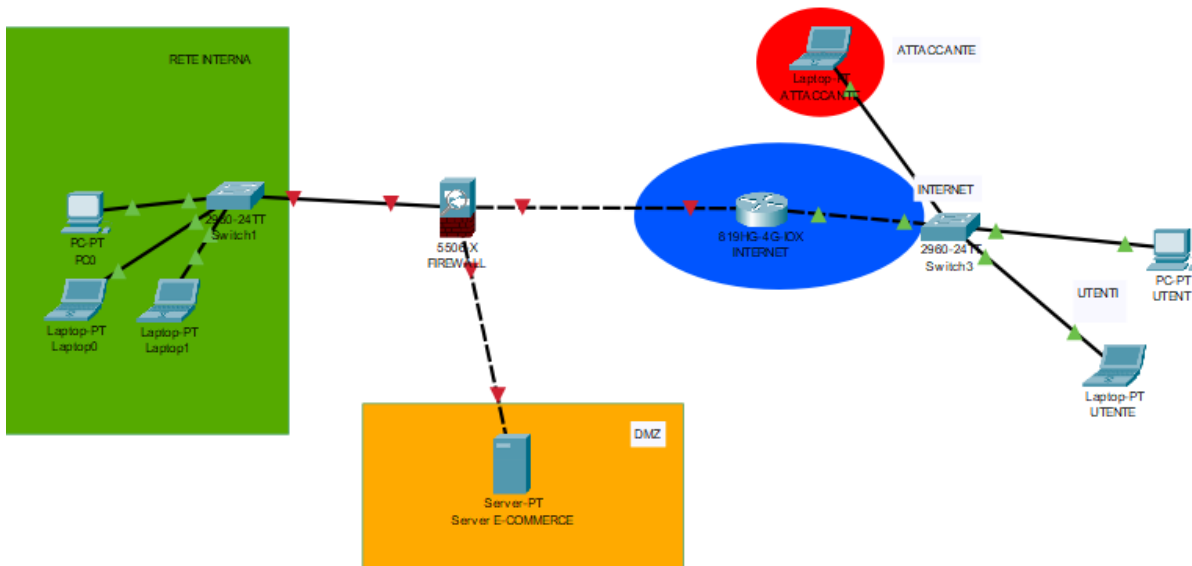 RETE INTERNA
PC-PT
PC0
2960-24TT
Switch1
Laptop-PT
Laptop0
Laptop-PT
Laptop1
5506-X
FIREWALL
Server-PT
Server E-COMMERCE
DMZ
819HG-4G-IOX
INTERNET
INTERNET
2960-24TT
Switch3
Laptop-PT
ATTACCANTE
ATTACCANTE
PC-PT
UTENT
UTENTI
Laptop-PT
UTENTE